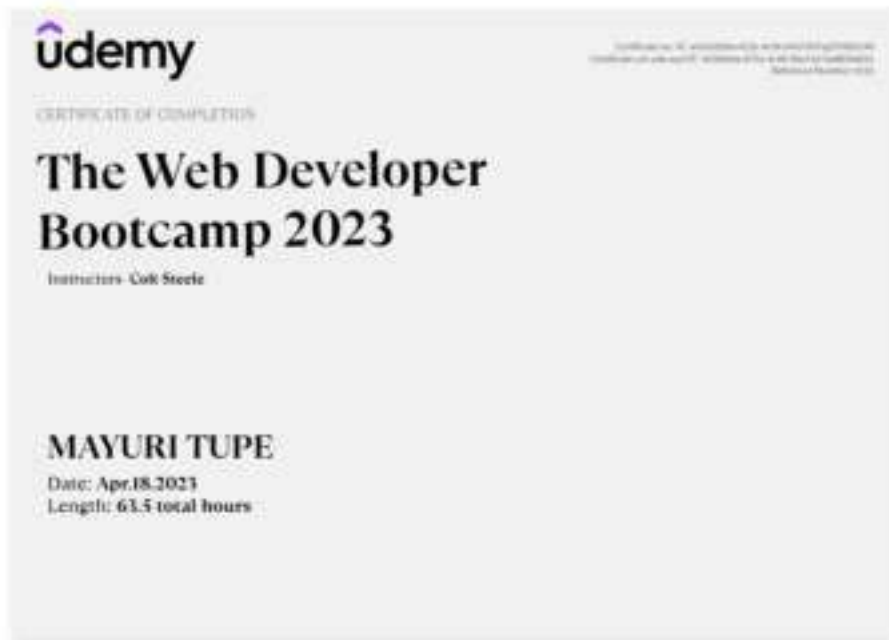 ûdemy
CERTIFICATE OF COMPLETION
The Web Developer
Bootcamp 2023
Instructors Colt Steele
MAYURI TUPE
Date: Apr.18.2023
Length: 63.5 total hours